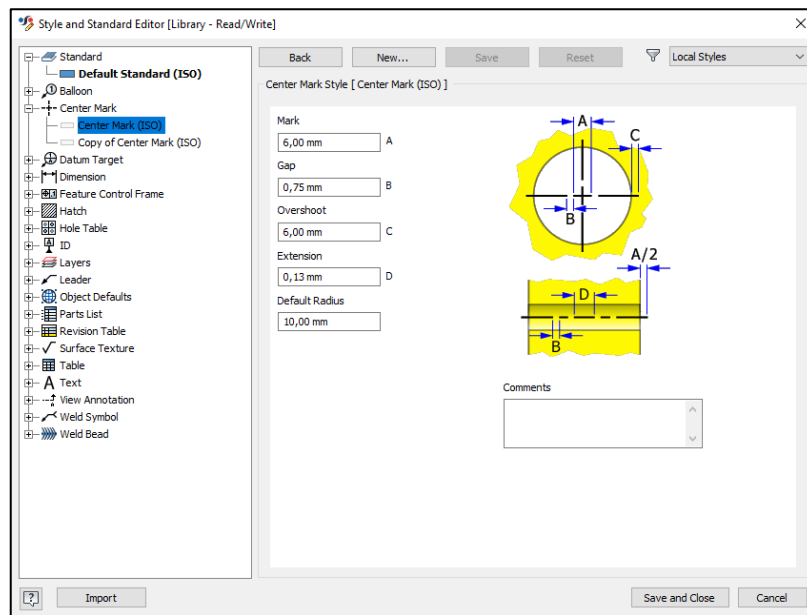 Style and Standard Editor [Library - Read/Write]
Standard
Default Standard (ISO)
Balloon
Center Mark
Center Mark (ISO)
Copy of Center Mark (ISO)
Datum Target
Dimension
Feature Control Frame
Hatch
Hole Table
ID
Layers
Leader
Object Defaults
Parts List
Revision Table
Surface Texture
Table
Text
View Annotation
Weld Symbol
Weld Bead
Back
New...
Save
Reset
Local Styles
Center Mark Style [ Center Mark (ISO) ]
Mark
6,00 mm A
Gap
0,75 mm B
Overshoot
6,00 mm C
Extension
0,13 mm D
Default Radius
10,00 mm
A
C
B
A/2
D
B
Comments
Import
Save and Close
Cancel